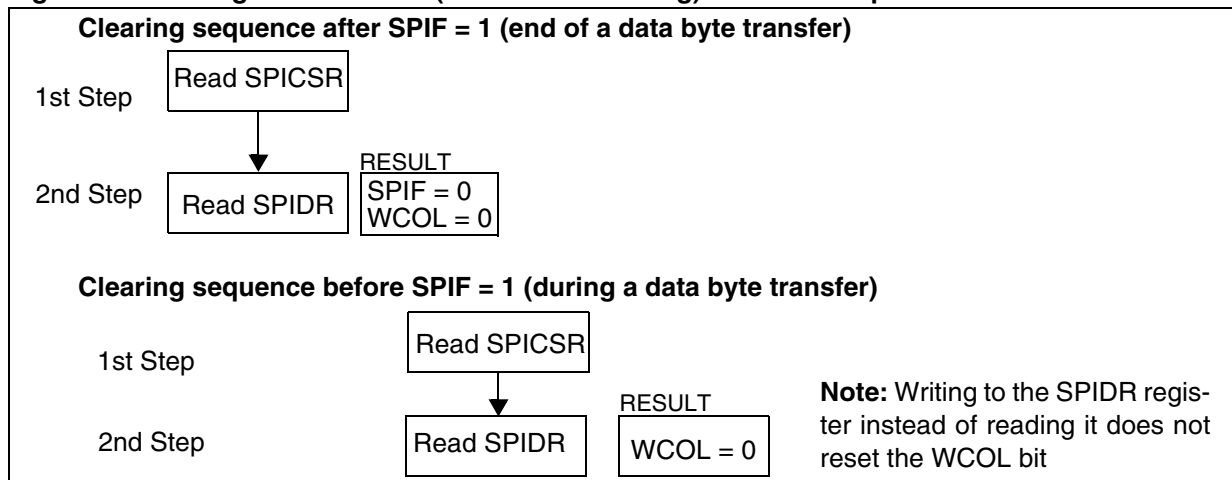 Clearing sequence after SPIF = 1 (end of a data byte transfer)
1st Step
Read SPICSR
RESULT
2nd Step
Read SPIDR
SPIF = 0
WCOL = 0
Clearing sequence before SPIF = 1 (during a data byte transfer)
1st Step
Read SPICSR
RESULT
2nd Step
Read SPIDR
WCOL = 0
Note: Writing to the SPIDR regis-
ter instead of reading it does not
reset the WCOL bit